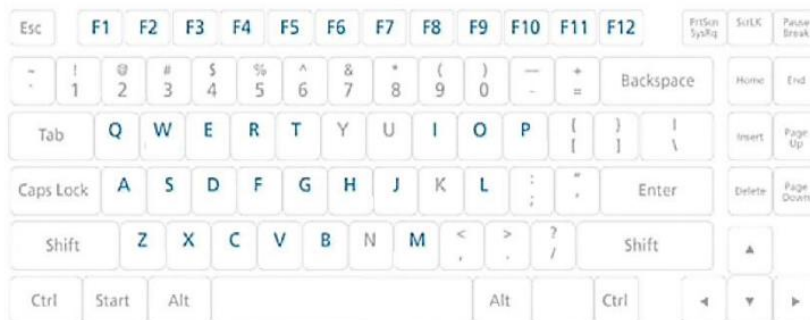 Esc F1 F2 F3 F4 F5 F6 F7 F8 F9 F10 F11 F12 PrtScn SysRq ScrLK Pause Break
~ ` ! 1 @ 2 # 3 $ 4 % 5 ^ 6 & 7 * 8 ( 9 ) 0 — - + = Backspace Home End
Tab Q W E R T Y U I O P { [ } ] | \ Insert Page Up
Caps Lock A S D F G H J K L : ; " ' Enter Delete Page Down
Shift Z X C V B N M < , > . ? / Shift ▲
Ctrl Start Alt Alt Ctrl ◄ ▼ ►